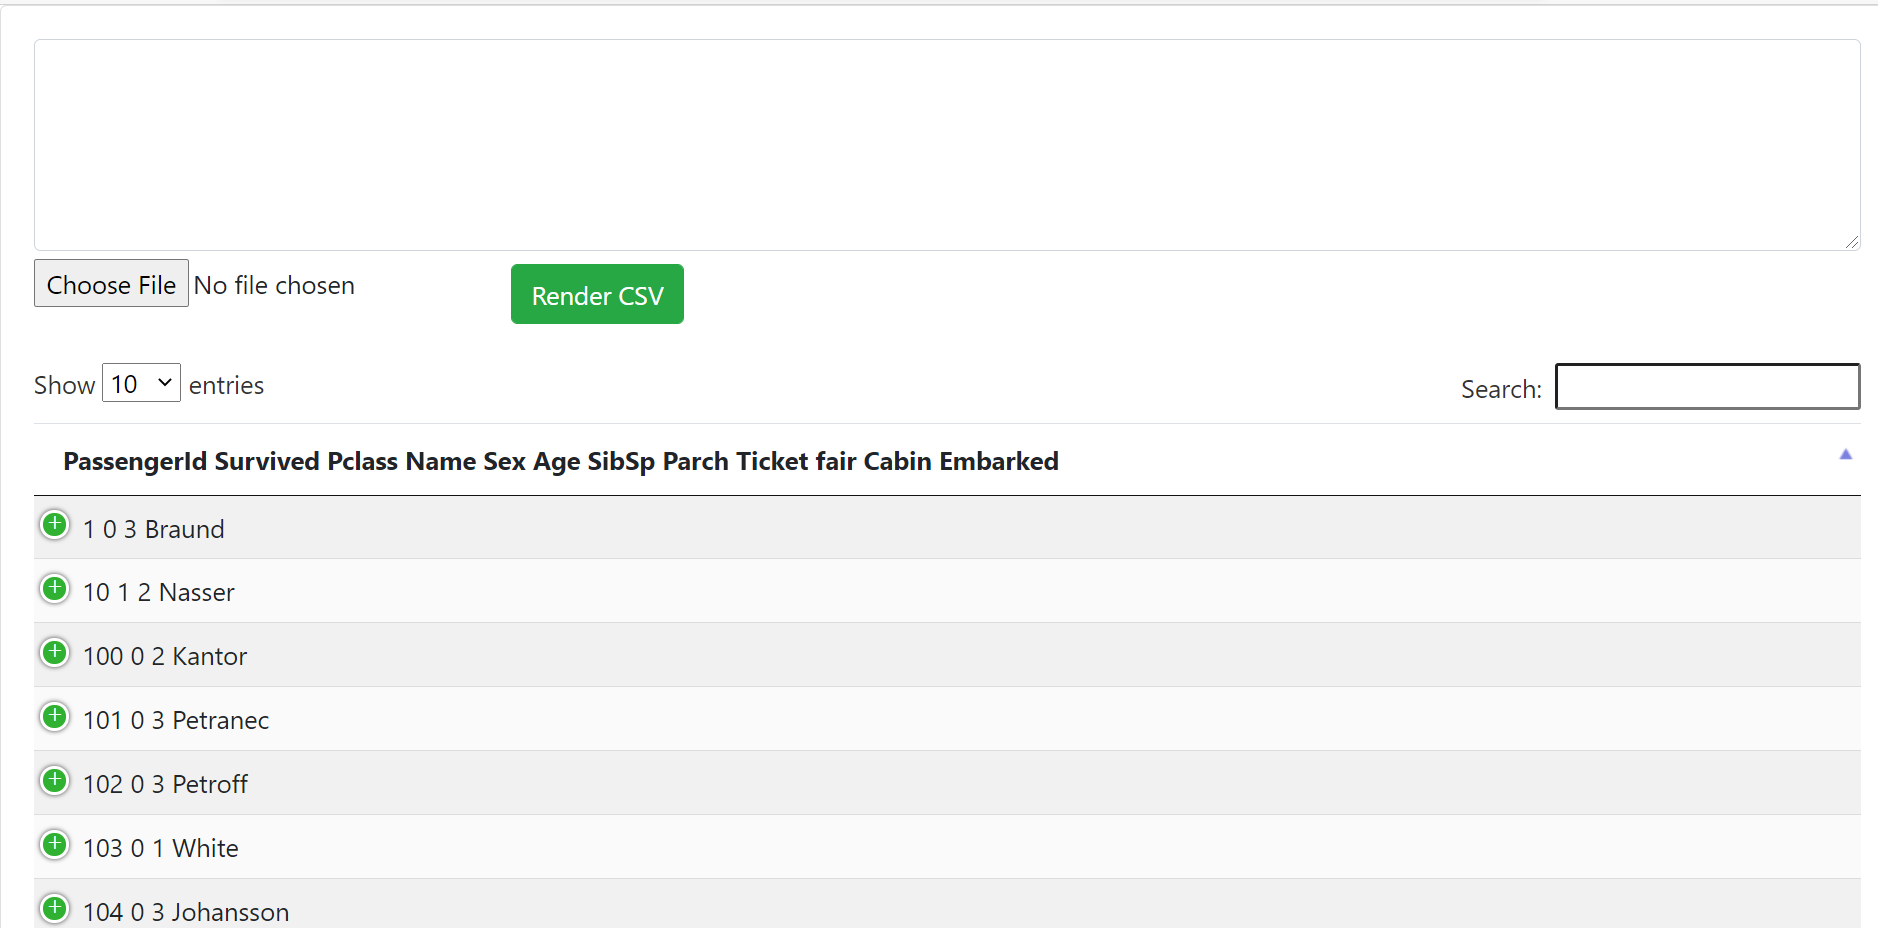 Choose File No file chosen Render CSV
Show 10 entries Search:
PassengerId Survived Pclass Name Sex Age SibSp Parch Ticket fair Cabin Embarked
1 0 3 Braund
10 1 2 Nasser
100 0 2 Kantor
101 0 3 Petranec
102 0 3 Petroff
103 0 1 White
104 0 3 Johansson